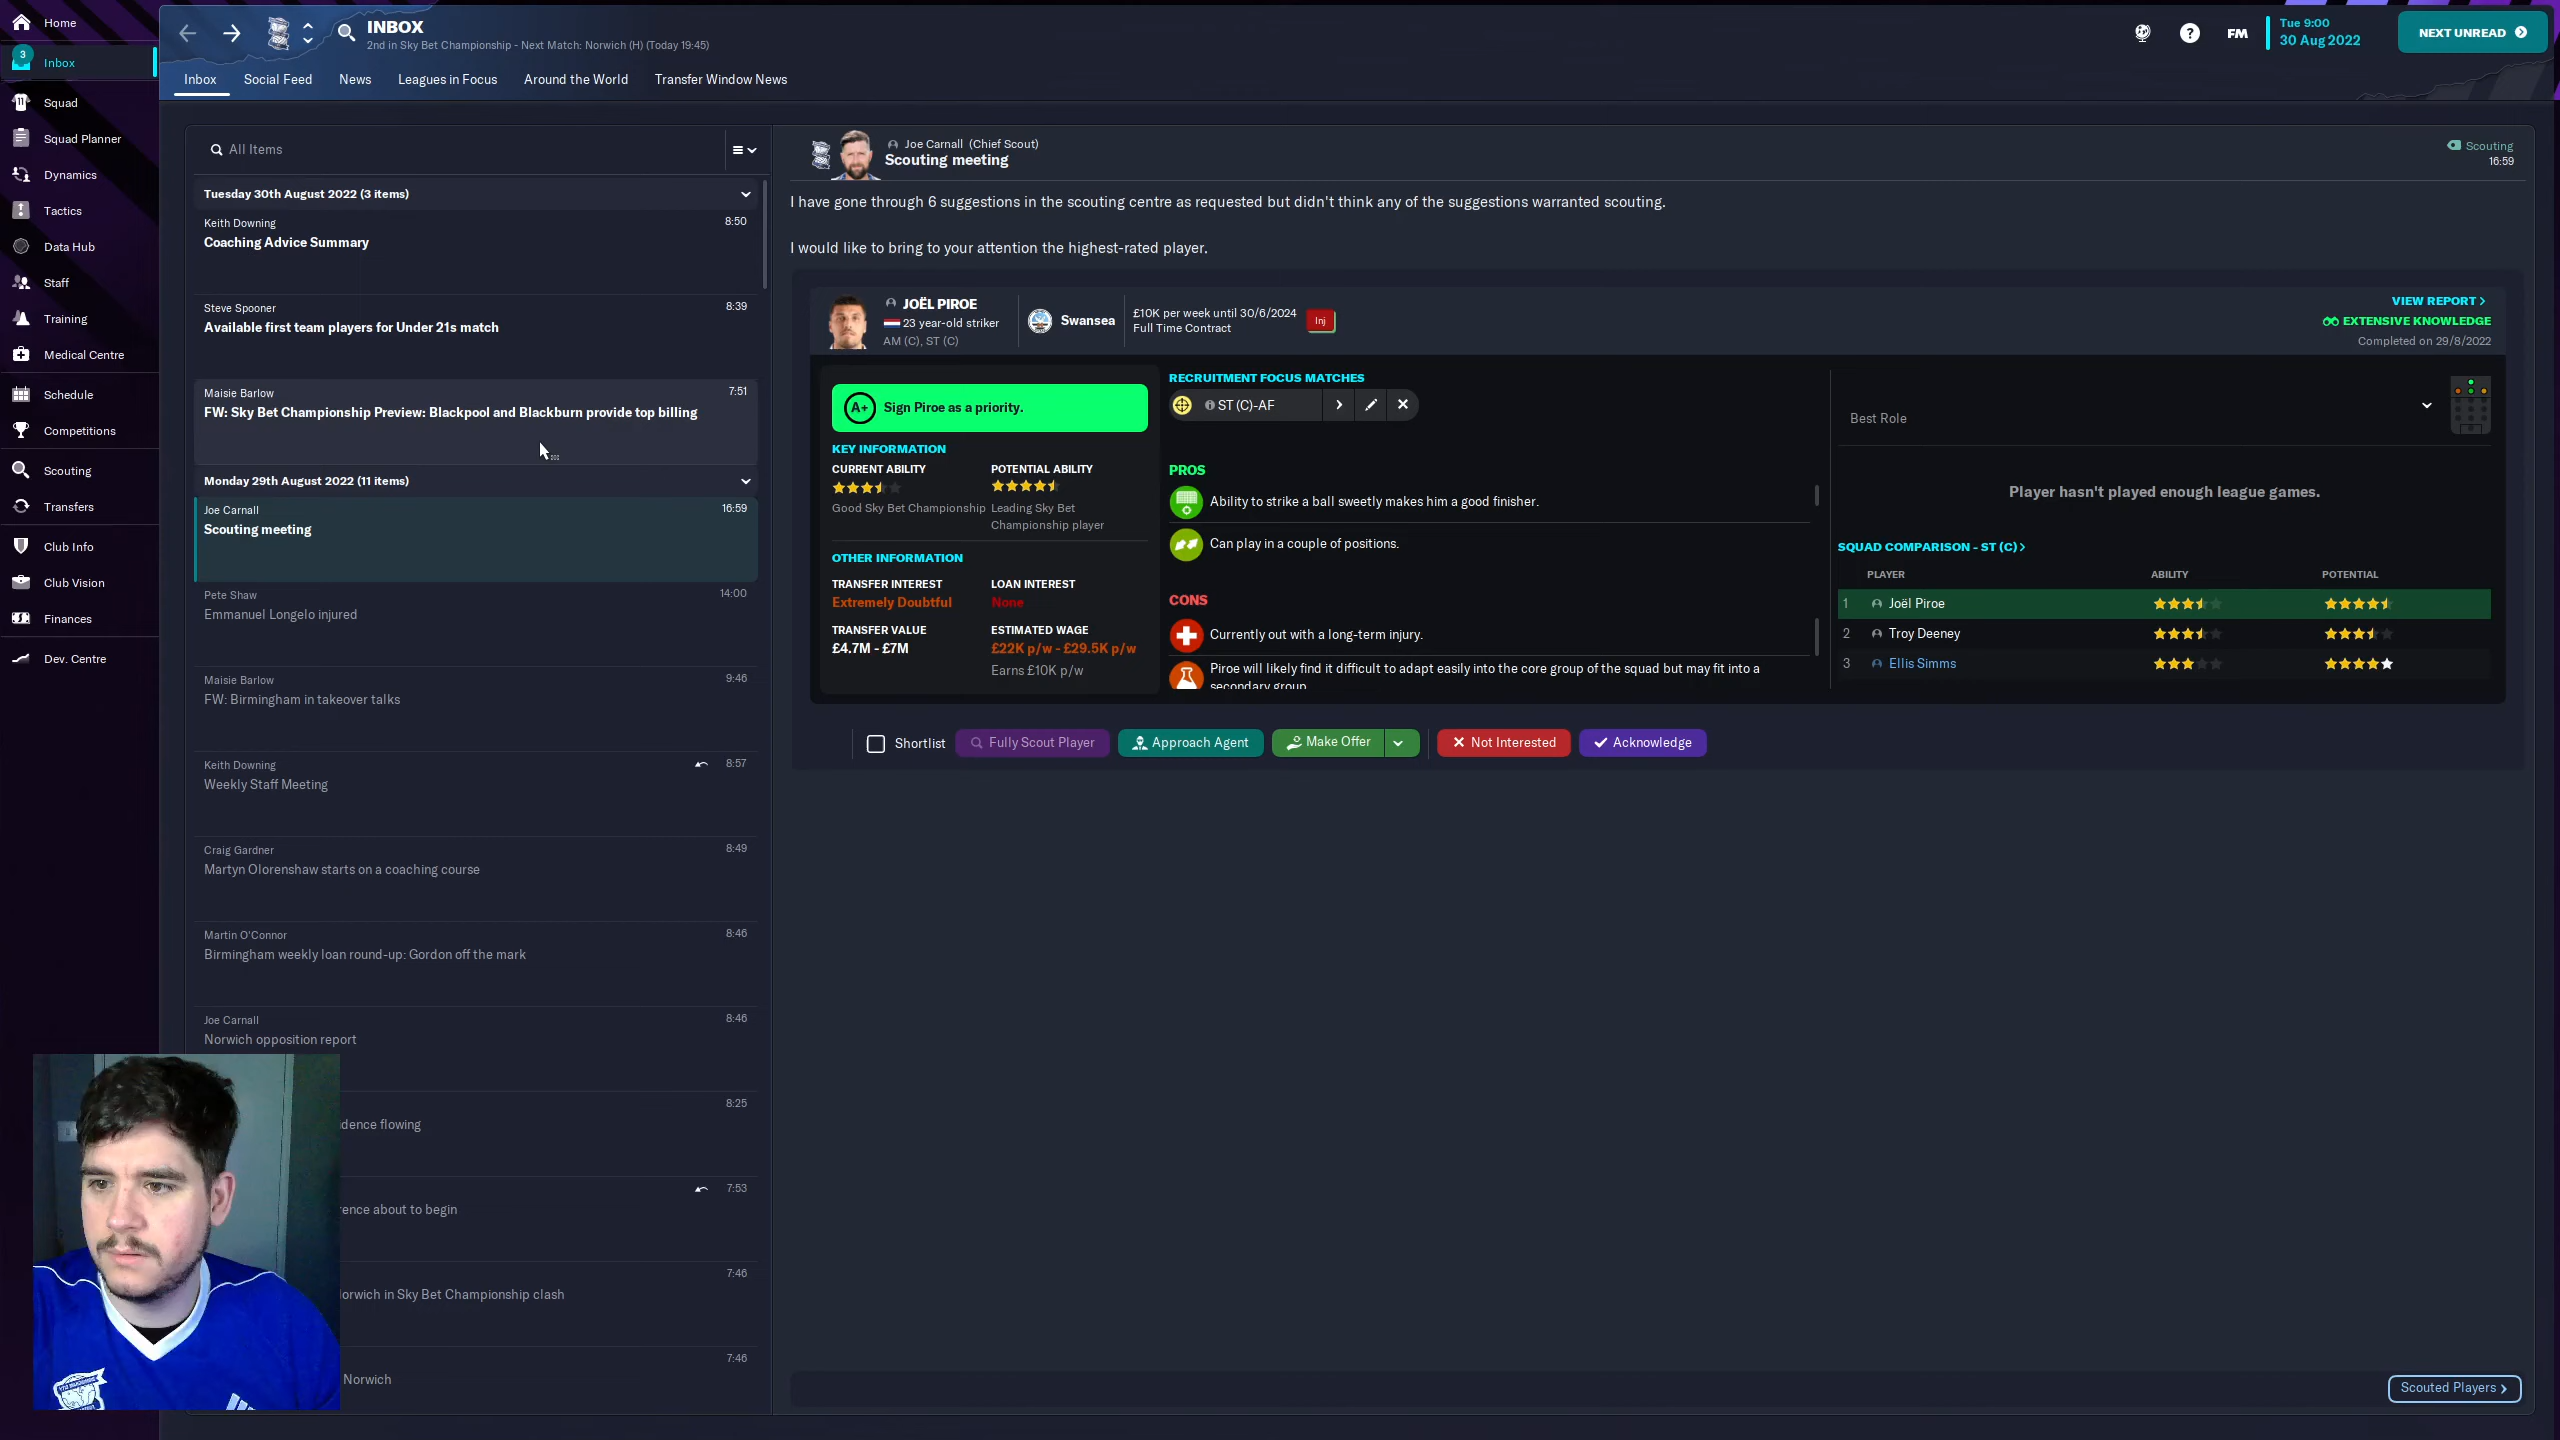 Home
3
Inbox
Squad
Squad Planner
Dynamics
Tactics
Data Hub
Staff
Training
Medical Centre
Schedule
Competitions
Scouting
Transfers
Club Info
Club Vision
Finances
Dev. Centre
INBOX
2nd in Sky Bet Championship - Next Match: Norwich (H) (Today 19:45)
FM
Tue 9:00
30 Aug 2022
NEXT UNREAD
Inbox Social Feed News Leagues in Focus Around the World Transfer Window News
All Items
Tuesday 30th August 2022 (3 items)
Keith Downing 8:50
Coaching Advice Summary
Steve Spooner 8:39
Available first team players for Under 21s match
Maisie Barlow 7:51
FW: Sky Bet Championship Preview: Blackpool and Blackburn provide top billing
Monday 29th August 2022 (11 items)
Joe Carnall 16:59
Scouting meeting
Pete Shaw 14:00
Emmanuel Longelo injured
Maisie Barlow 9:46
FW: Birmingham in takeover talks
Keith Downing 8:57
Weekly Staff Meeting
Craig Gardner 8:49
Martyn Olorenshaw starts on a coaching course
Martin O'Connor 8:46
Birmingham weekly loan round-up: Gordon off the mark
Joe Carnall 8:46
Norwich opposition report
8:25
idence flowing
7:53
rence about to begin
7:46
lorwich in Sky Bet Championship clash
7:46
Norwich
Joe Carnall (Chief Scout)
Scouting meeting
Scouting
16:59
I have gone through 6 suggestions in the scouting centre as requested but didn't think any of the suggestions warranted scouting.
I would like to bring to your attention the highest-rated player.
JOËL PIROE
23 year-old striker
AM (C), ST (C)
Swansea
£10K per week until 30/6/2024
Full Time Contract
Inj
VIEW REPORT
EXTENSIVE KNOWLEDGE
Completed on 29/8/2022
A+ Sign Piroe as a priority.
KEY INFORMATION
CURRENT ABILITY POTENTIAL ABILITY
Good Sky Bet Championship Leading Sky Bet
Championship player
OTHER INFORMATION
TRANSFER INTEREST LOAN INTEREST
Extremely Doubtful None
TRANSFER VALUE ESTIMATED WAGE
£4.7M - £7M £22K p/w - £29.5K p/w
Earns £10K p/w
RECRUITMENT FOCUS MATCHES
ST (C)-AF
PROS
Ability to strike a ball sweetly makes him a good finisher.
Can play in a couple of positions.
CONS
Currently out with a long-term injury.
Piroe will likely find it difficult to adapt easily into the core group of the squad but may fit into a
secondary group
Best Role
Player hasn't played enough league games.
SQUAD COMPARISON - ST (C)
PLAYER ABILITY POTENTIAL
1 Joël Piroe
2 Troy Deeney
3 Ellis Simms
Shortlist Fully Scout Player Approach Agent Make Offer Not Interested Acknowledge
Scouted Players